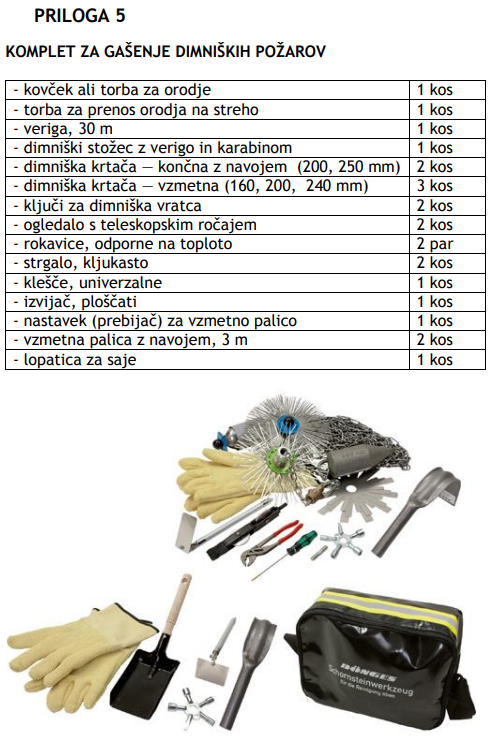 PRILOGA 5
KOMPLET ZA GAŠENJE DIMNIŠKIH POŽAROV
- kovček ali torba za orodje 1 kos
- torba za prenos orodja na streho 1 kos
- veriga, 30 m 1 kos
- dimniški stožec z verigo in karabinom 1 kos
- dimniška krtača — končna z navojem (200, 250 mm) 2 kos
- dimniška krtača — vzmetna (160, 200, 240 mm) 3 kos
- ključi za dimniška vratca 2 kos
- ogledalo s teleskopskim ročajem 2 kos
- rokavice, odporne na toploto 2 par
- strgalo, kljukasto 2 kos
- klešče, univerzalne 1 kos
- izvijač, ploščati 1 kos
- nastavek (prebijač) za vzmetno palico 1 kos
- vzmetna palica z navojem, 3 m 2 kos
- lopatica za saje 1 kos
DÖNGES
Schornsteinwerkzeug
für die Reinigung oben